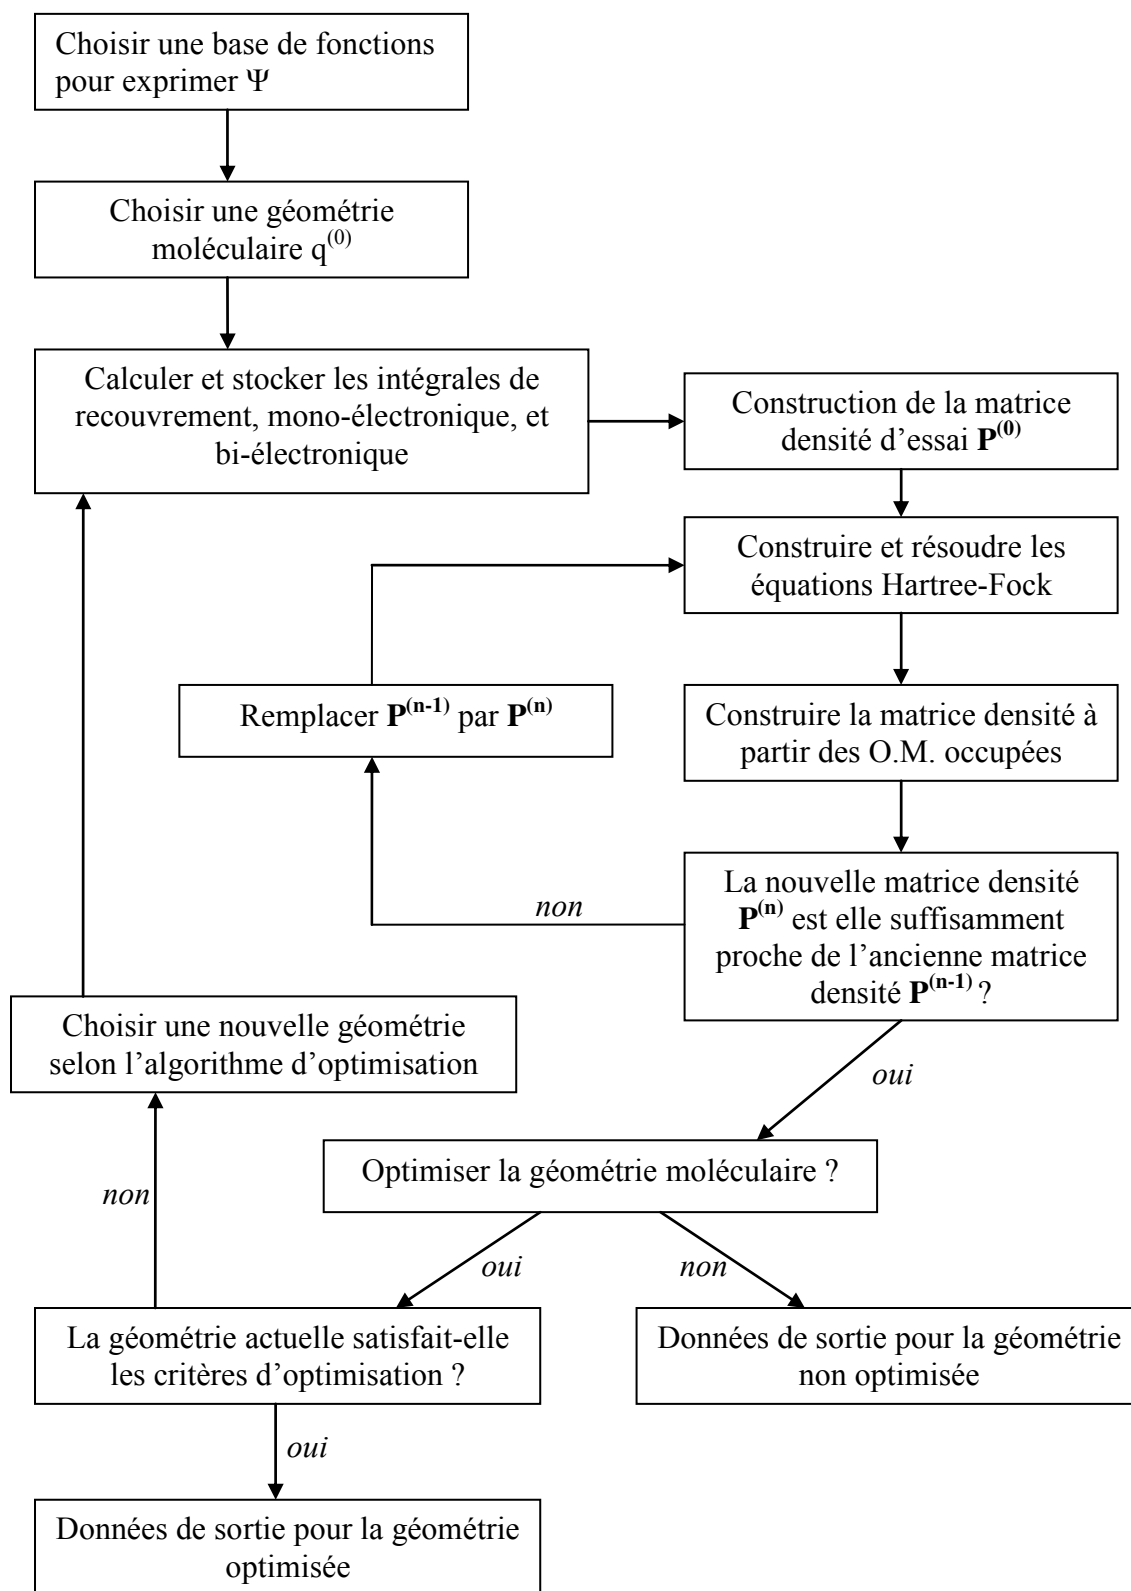 Choisir une base de fonctions
pour exprimer Ψ
Choisir une géométrie
moléculaire q⁽⁰⁾
Calculer et stocker les intégrales de
recouvrement, mono-électronique, et
bi-électronique
Construction de la matrice
densité d’essai P⁽⁰⁾
Construire et résoudre les
équations Hartree-Fock
Remplacer P⁽ⁿ⁻¹⁾ par P⁽ⁿ⁾
Construire la matrice densité à
partir des O.M. occupées
La nouvelle matrice densité
P⁽ⁿ⁾ est elle suffisamment
proche de l’ancienne matrice
densité P⁽ⁿ⁻¹⁾ ?
non
Choisir une nouvelle géométrie
selon l’algorithme d’optimisation
oui
Optimiser la géométrie moléculaire ?
non
oui
non
La géométrie actuelle satisfait-elle
les critères d’optimisation ?
Données de sortie pour la géométrie
non optimisée
oui
Données de sortie pour la géométrie
optimisée